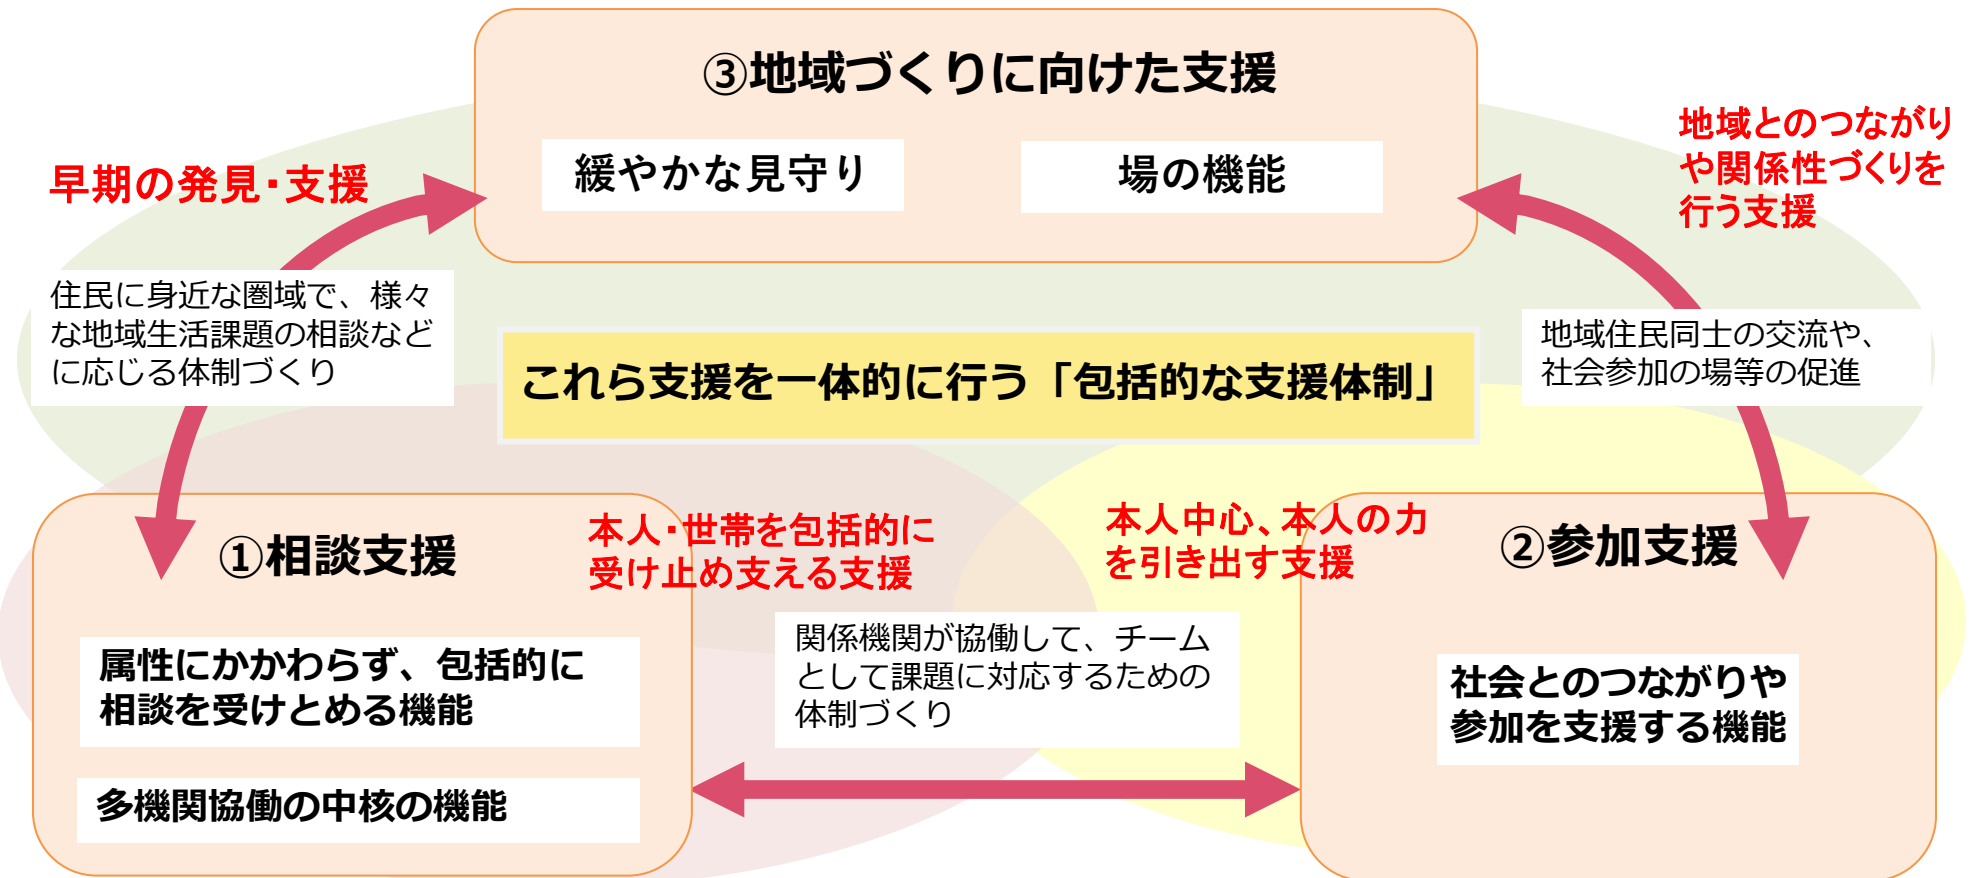 ③地域づくりに向けた支援
緩やかな見守り
場の機能
早期の発見・支援
地域とのつながり
や関係性づくりを
行う支援
住民に身近な圏域で、様々
な地域生活課題の相談など
に応じる体制づくり
地域住民同士の交流や、
社会参加の場等の促進
これら支援を一体的に行う「包括的な支援体制」
①相談支援
属性にかかわらず、包括的に
相談を受けとめる機能
多機関協働の中核の機能
本人・世帯を包括的に
受け止め支える支援
本人中心、本人の力
を引き出す支援
関係機関が協働して、チーム
として課題に対応するための
体制づくり
②参加支援
社会とのつながりや
参加を支援する機能